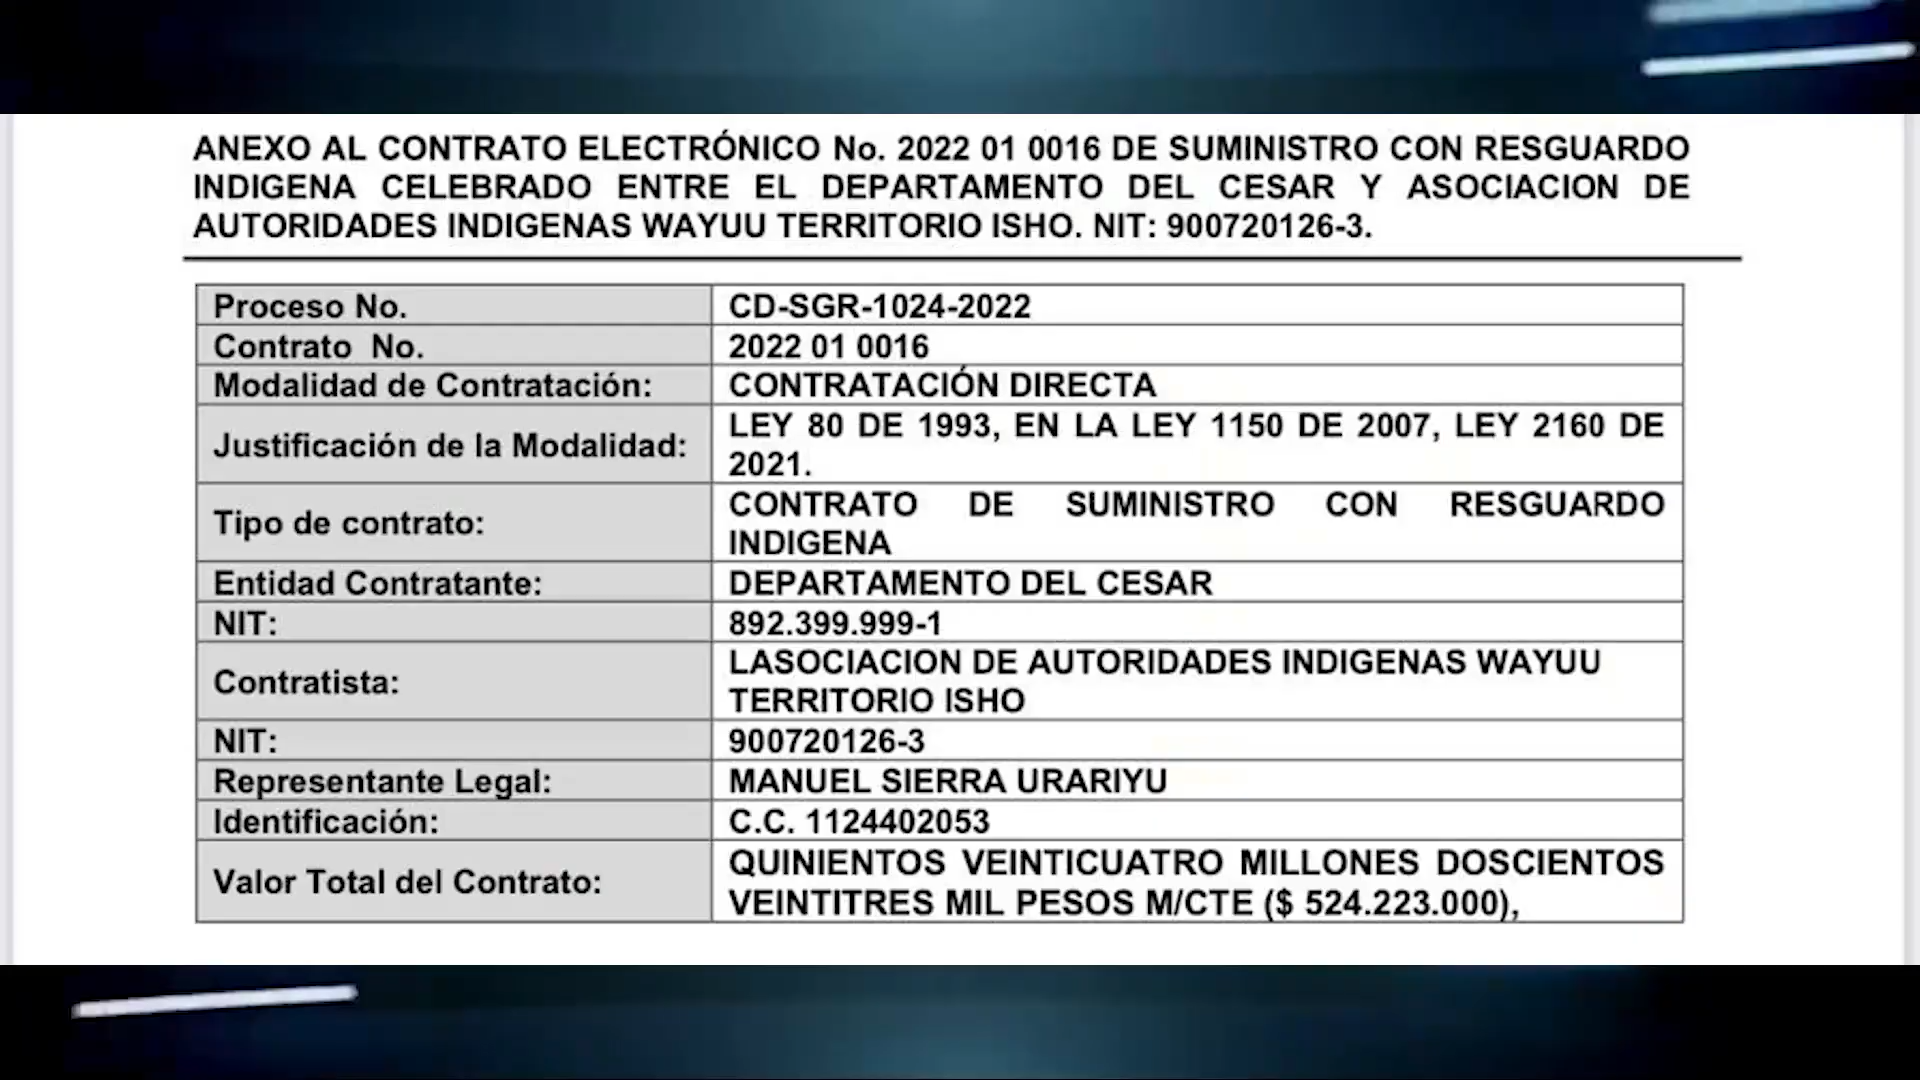 ANEXO AL CONTRATO ELECTRÓNICO No. 2022 01 0016 DE SUMINISTRO CON RESGUARDO
INDIGENA CELEBRADO ENTRE EL DEPARTAMENTO DEL CESAR Y ASOCIACION DE
AUTORIDADES INDIGENAS WAYUU TERRITORIO ISHO. NIT: 900720126-3.
Proceso No. CD-SGR-1024-2022
Contrato No. 2022 01 0016
Modalidad de Contratación: CONTRATACIÓN DIRECTA
Justificación de la Modalidad: LEY 80 DE 1993, EN LA LEY 1150 DE 2007, LEY 2160 DE
2021.
Tipo de contrato: CONTRATO DE SUMINISTRO CON RESGUARDO
INDIGENA
Entidad Contratante: DEPARTAMENTO DEL CESAR
NIT: 892.399.999-1
Contratista: LASOCIACION DE AUTORIDADES INDIGENAS WAYUU
TERRITORIO ISHO
NIT: 900720126-3
Representante Legal: MANUEL SIERRA URARIYU
Identificación: C.C. 1124402053
Valor Total del Contrato: QUINIENTOS VEINTICUATRO MILLONES DOSCIENTOS
VEINTITRES MIL PESOS M/CTE ($ 524.223.000),